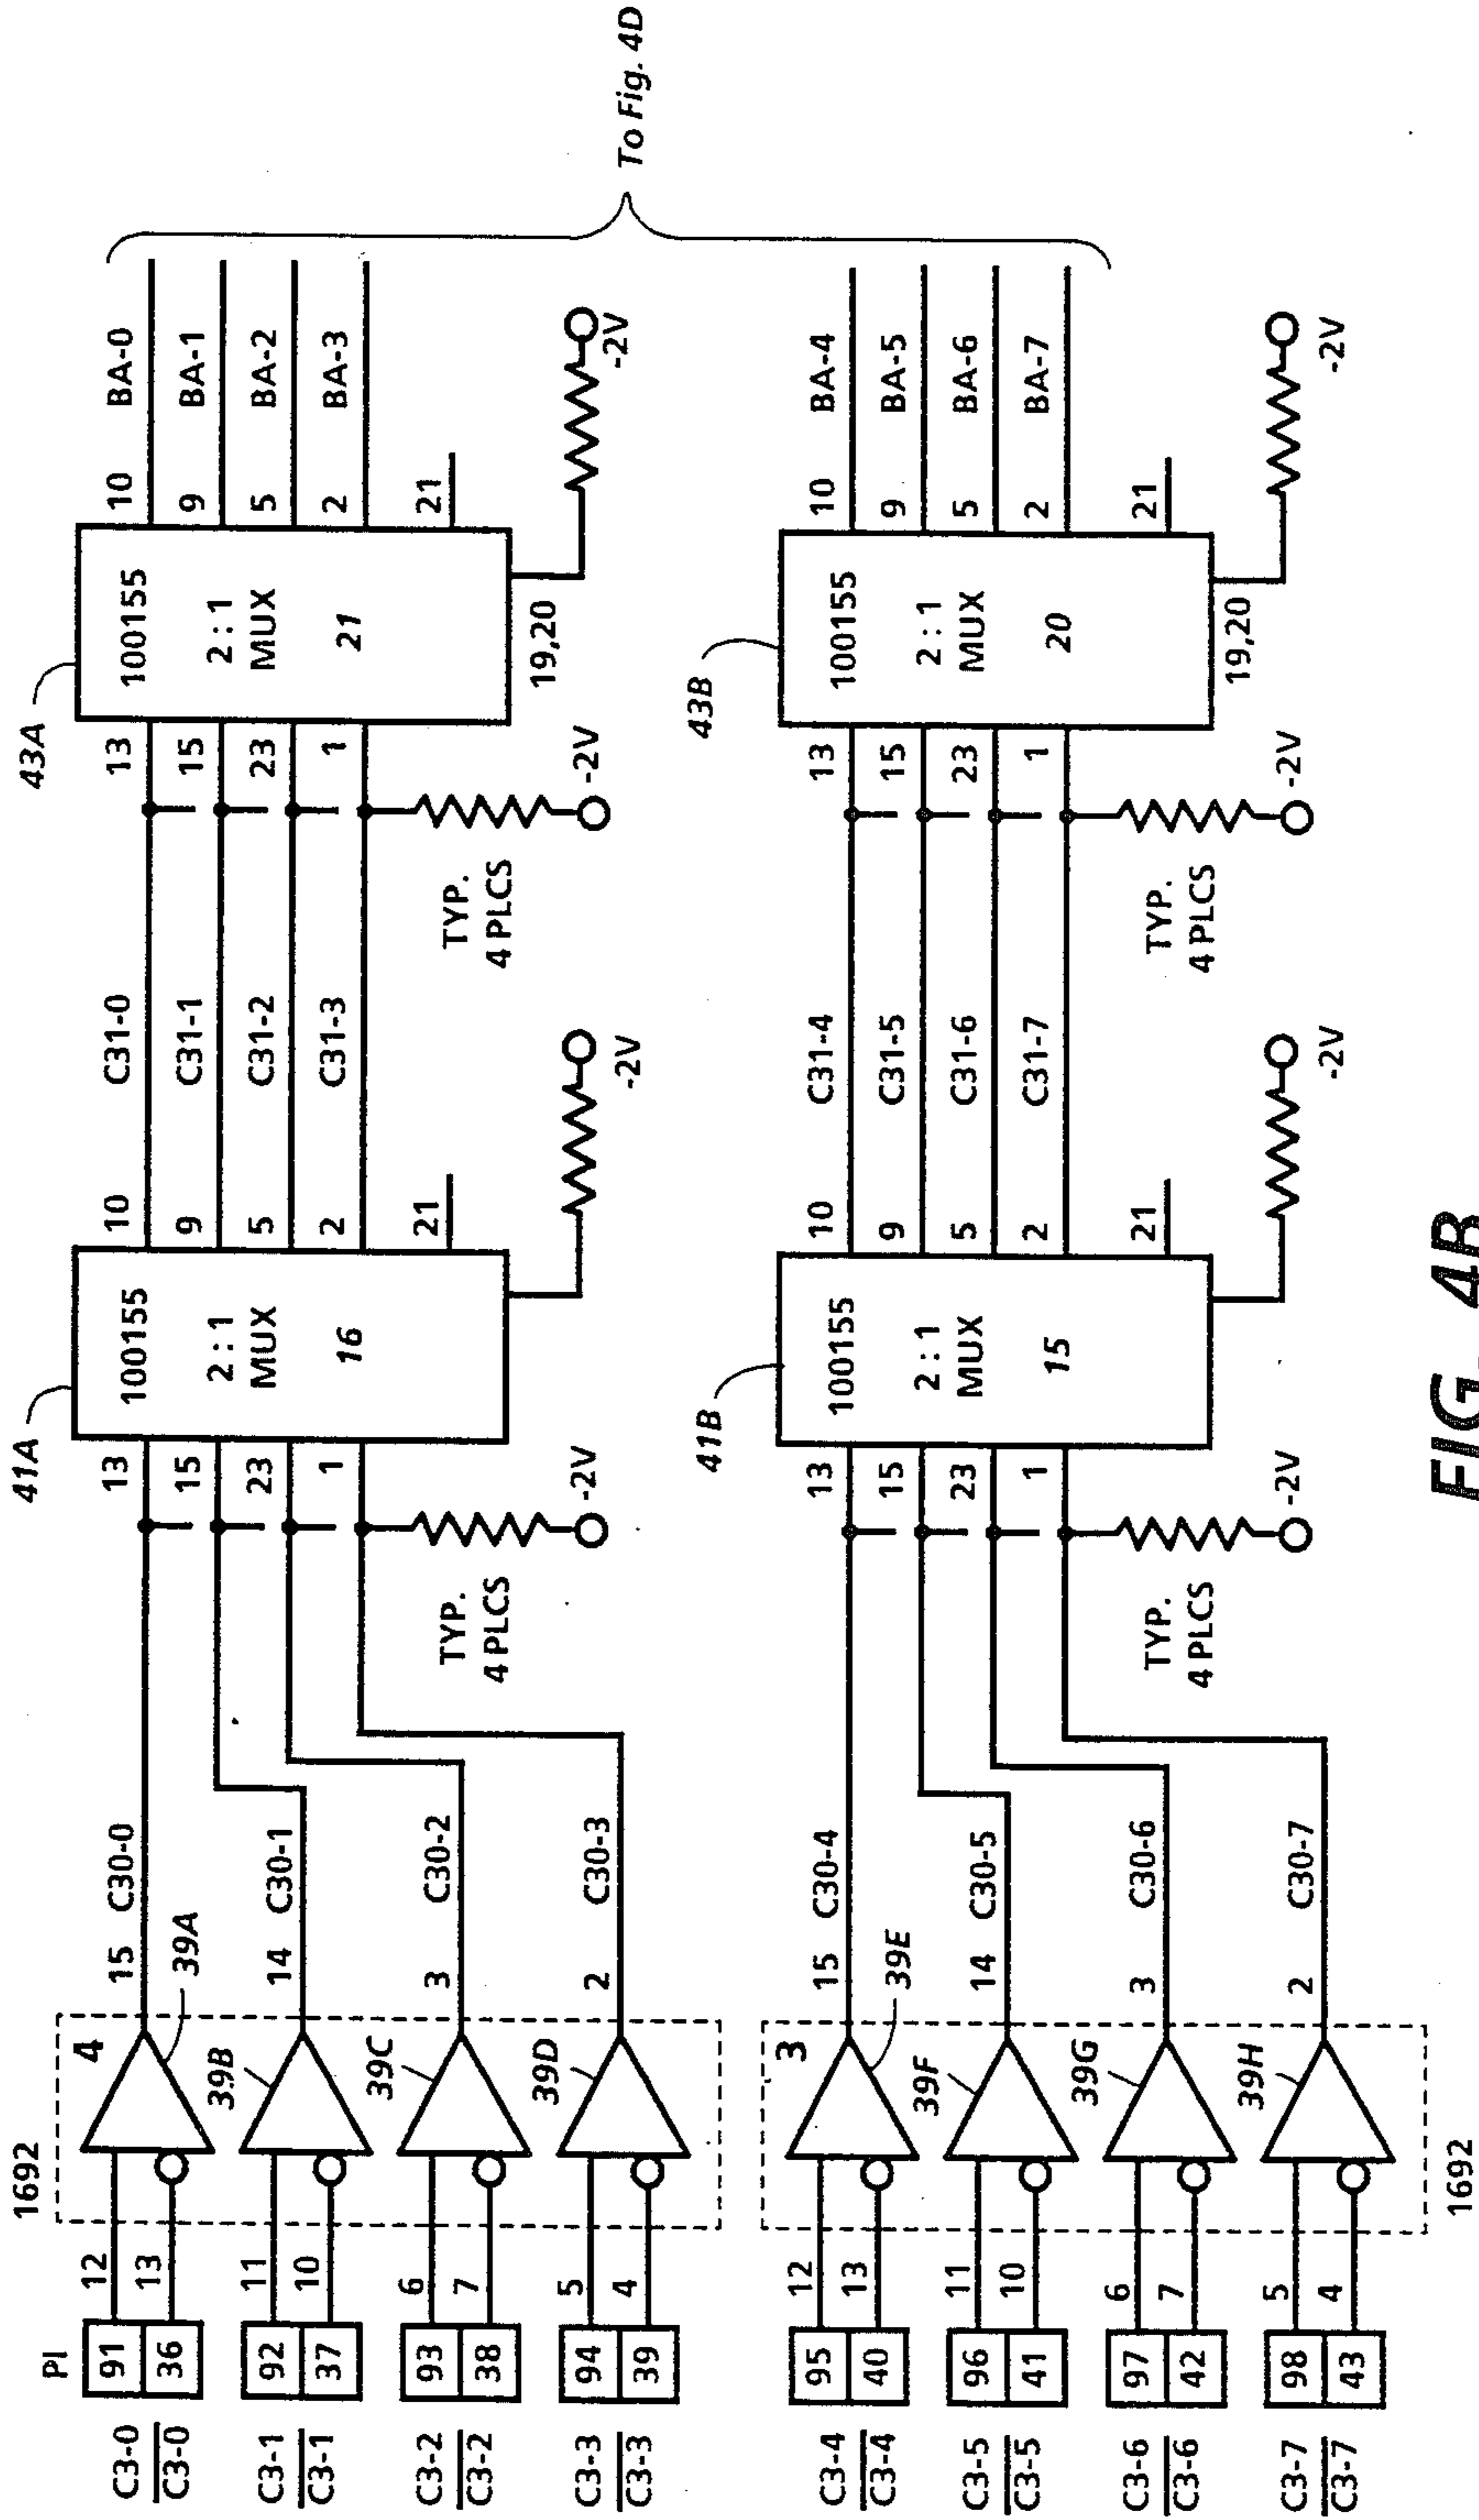 PI
1692
C3-0
C3-0
91
36
12
13
4
39A
15 C30-0
C3-1
C3-1
92
37
11
10
39B
14 C30-1
C3-2
C3-2
93
38
6
7
39C
3 C30-2
C3-3
C3-3
94
39
5
4
39D
2 C30-3
41A
13
15
23
1
TYP.
4 PLCS
-2V
100155
2:1
MUX
16
10 C31-0
9 C31-1
5 C31-2
2 C31-3
21
-2V
43A
13
15
23
1
TYP.
4 PLCS
-2V
100155
2:1
MUX
21
19,20
10 BA-0
9 BA-1
5 BA-2
2 BA-3
21
-2V
To Fig. 4D
C3-4
C3-4
95
40
12
13
3
39E
15 C30-4
C3-5
C3-5
96
41
11
10
39F
14 C30-5
C3-6
C3-6
97
42
6
7
39G
3 C30-6
C3-7
C3-7
98
43
5
4
39H
2 C30-7
1692
41B
13
15
23
1
TYP.
4 PLCS
-2V
100155
2:1
MUX
15
10 C31-4
9 C31-5
5 C31-6
2 C31-7
21
-2V
43B
13
15
23
1
TYP.
4 PLCS
-2V
100155
2:1
MUX
20
19,20
10 BA-4
9 BA-5
5 BA-6
2 BA-7
21
-2V
FIG. 4B